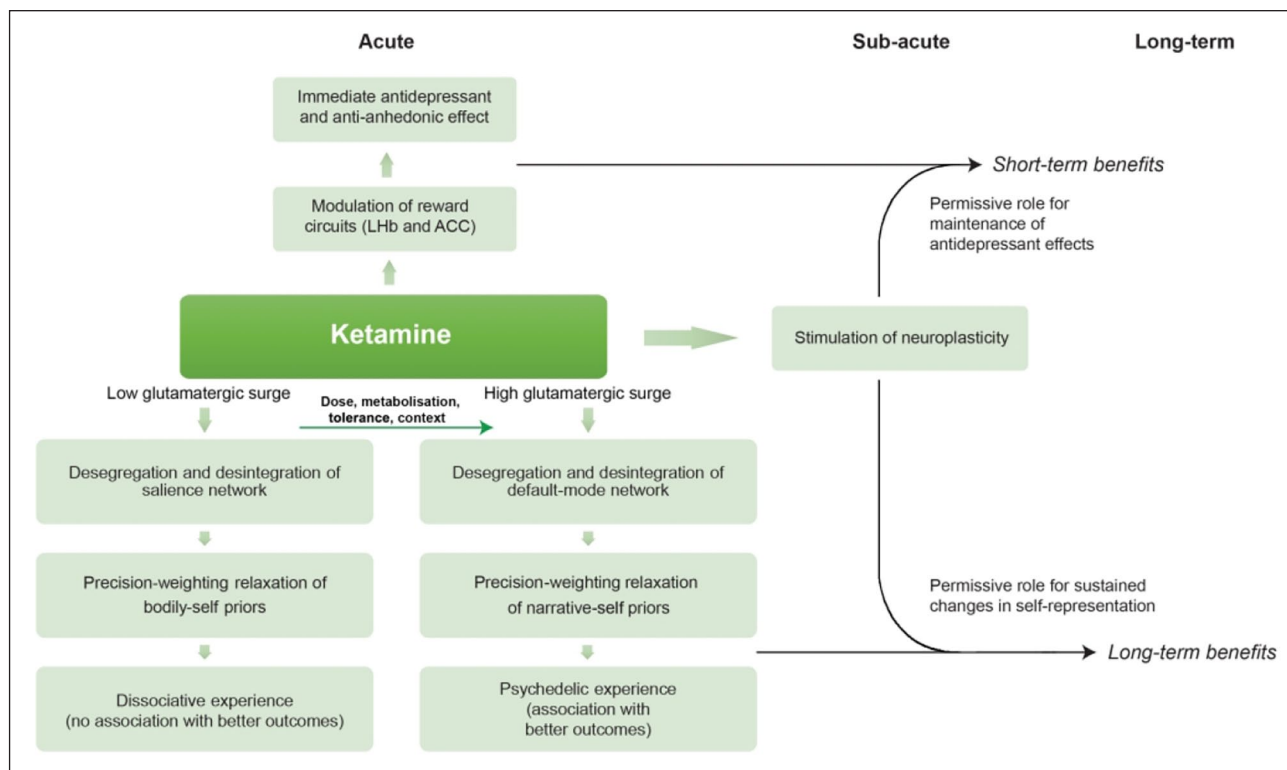 Acute
Sub-acute
Long-term
Immediate antidepressant
and anti-anhedonic effect
Short-term benefits
Modulation of reward
circuits (LHb and ACC)
Permissive role for
maintenance of
antidepressant effects
Ketamine
Stimulation of neuroplasticity
Low glutamatergic surge
Dose, metabolisation,
tolerance, context
High glutamatergic surge
Desegregation and desintegration of
salience network
Desegregation and desintegration of
default-mode network
Precision-weighting relaxation of
bodily-self priors
Precision-weighting relaxation
of narrative-self priors
Permissive role for sustained
changes in self-representation
Long-term benefits
Dissociative experience
(no association with better outcomes)
Psychedelic experience
(association with
better outcomes)